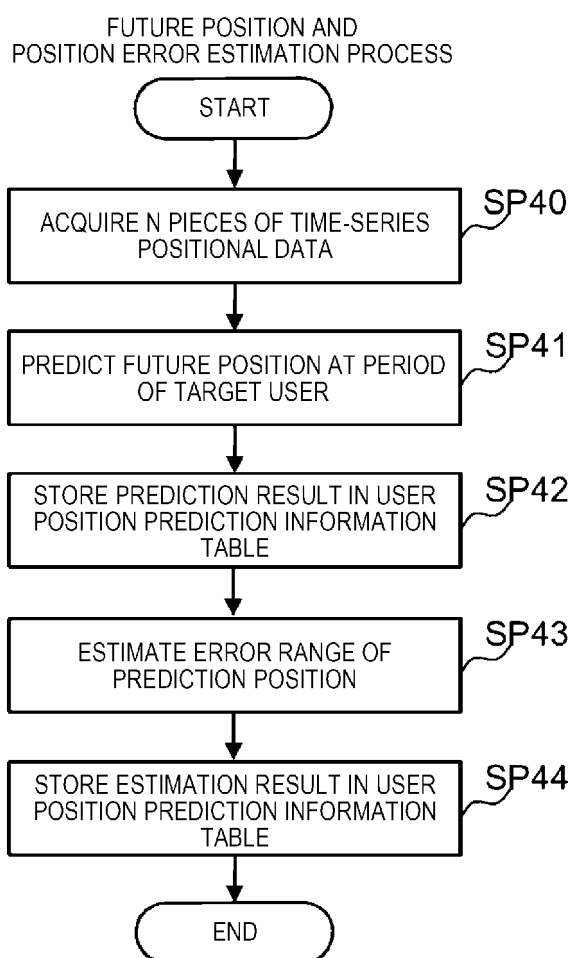 FUTURE POSITION AND
POSITION ERROR ESTIMATION PROCESS
START
SP40
ACQUIRE N PIECES OF TIME-SERIES
POSITIONAL DATA
SP41
PREDICT FUTURE POSITION AT PERIOD
OF TARGET USER
SP42
STORE PREDICTION RESULT IN USER
POSITION PREDICTION INFORMATION
TABLE
SP43
ESTIMATE ERROR RANGE OF
PREDICTION POSITION
SP44
STORE ESTIMATION RESULT IN USER
POSITION PREDICTION INFORMATION
TABLE
END